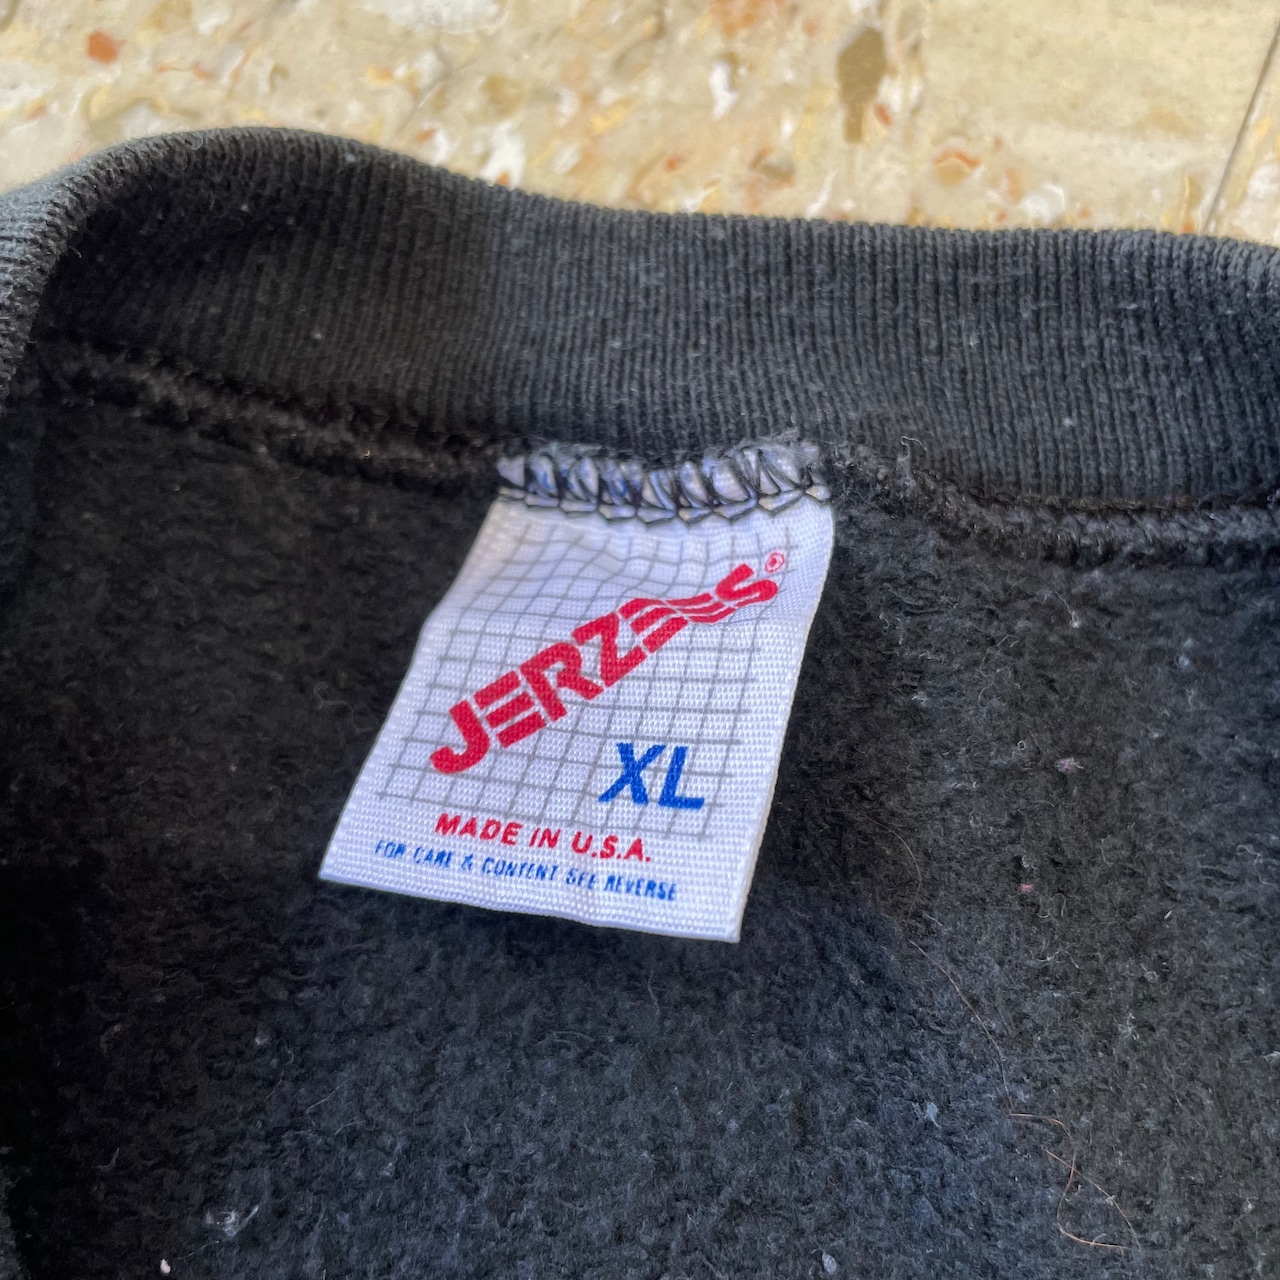 JERZEES®
XL
MADE IN U.S.A.
FOR CARE & CONTENT SEE REVERSE